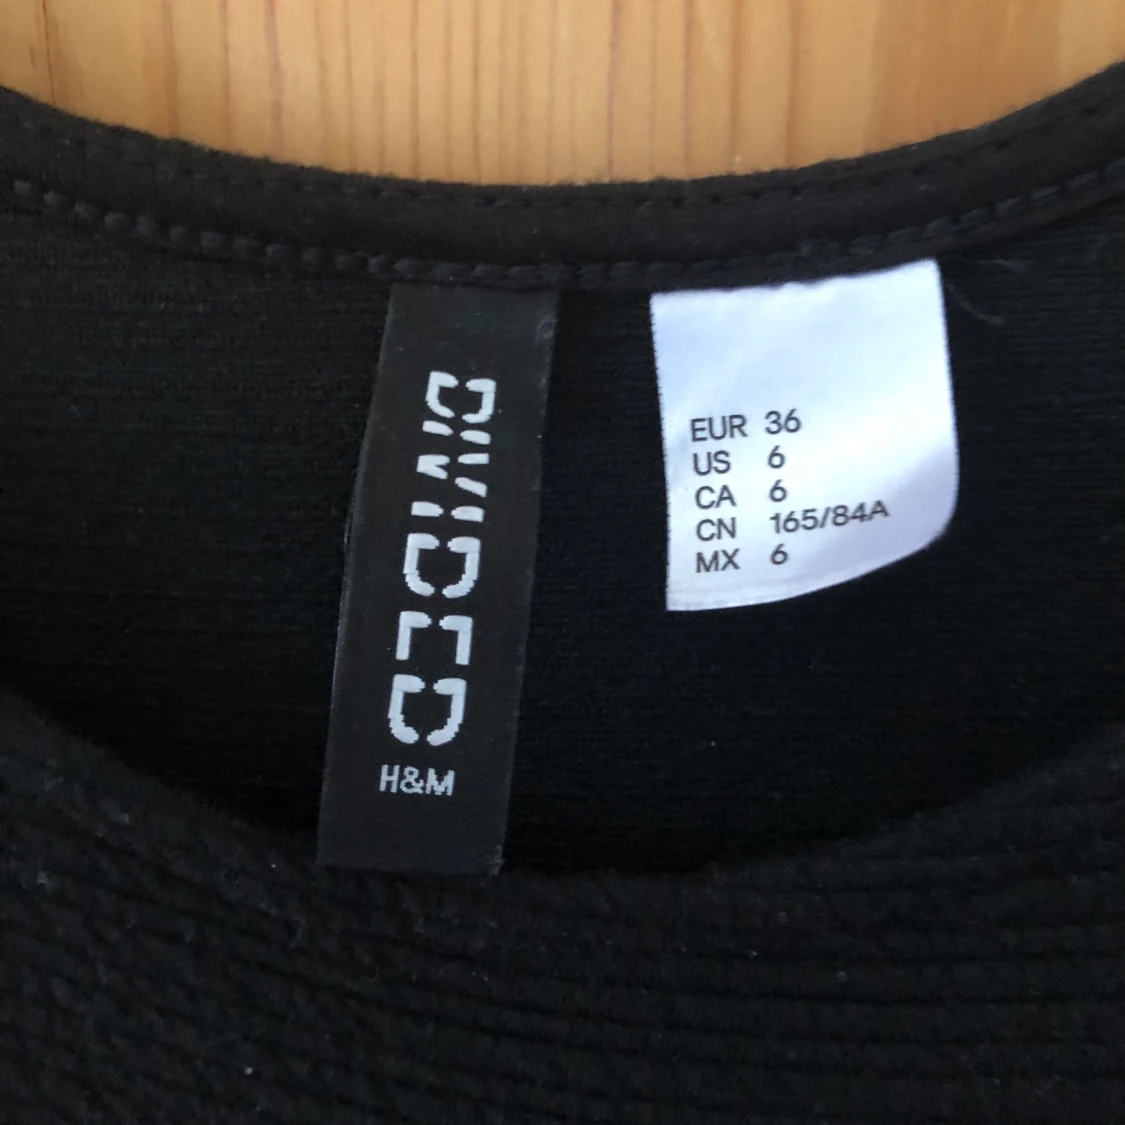 DIVIDED
H&M
EUR 36
US 6
CA 6
CN 165/84A
MX 6